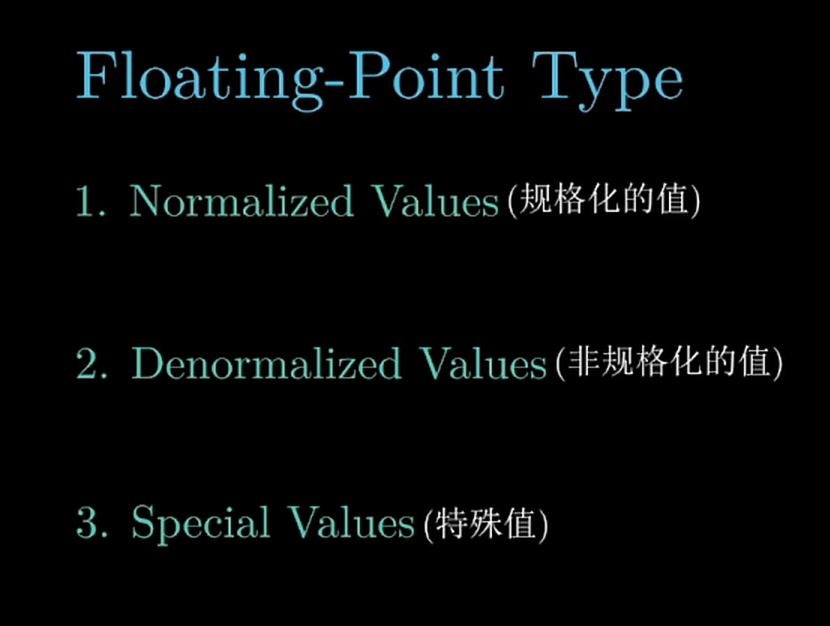 Floating-Point Type
1. Normalized Values (规格化的值)
2. Denormalized Values (非规格化的值)
3. Special Values (特殊值)